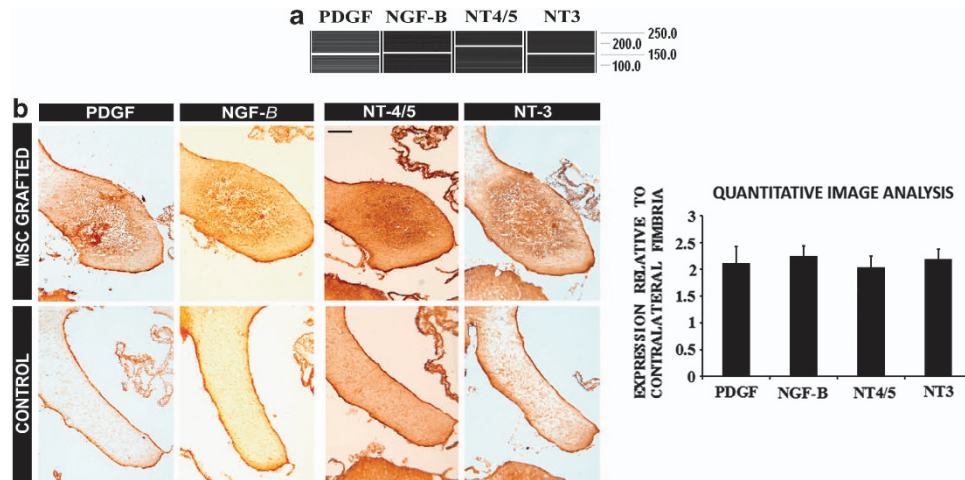 a
PDGF NGF-B NT4/5 NT3
250.0
200.0
150.0
100.0
b
PDGF NGF-B NT-4/5 NT-3
MSC GRAFTED
CONTROL
QUANTITATIVE IMAGE ANALYSIS
EXPRESSION RELATIVE TO
CONTRALATERAL FIMBRIA
3
2.5
2
1.5
1
0.5
0
PDGF NGF-B NT4/5 NT3